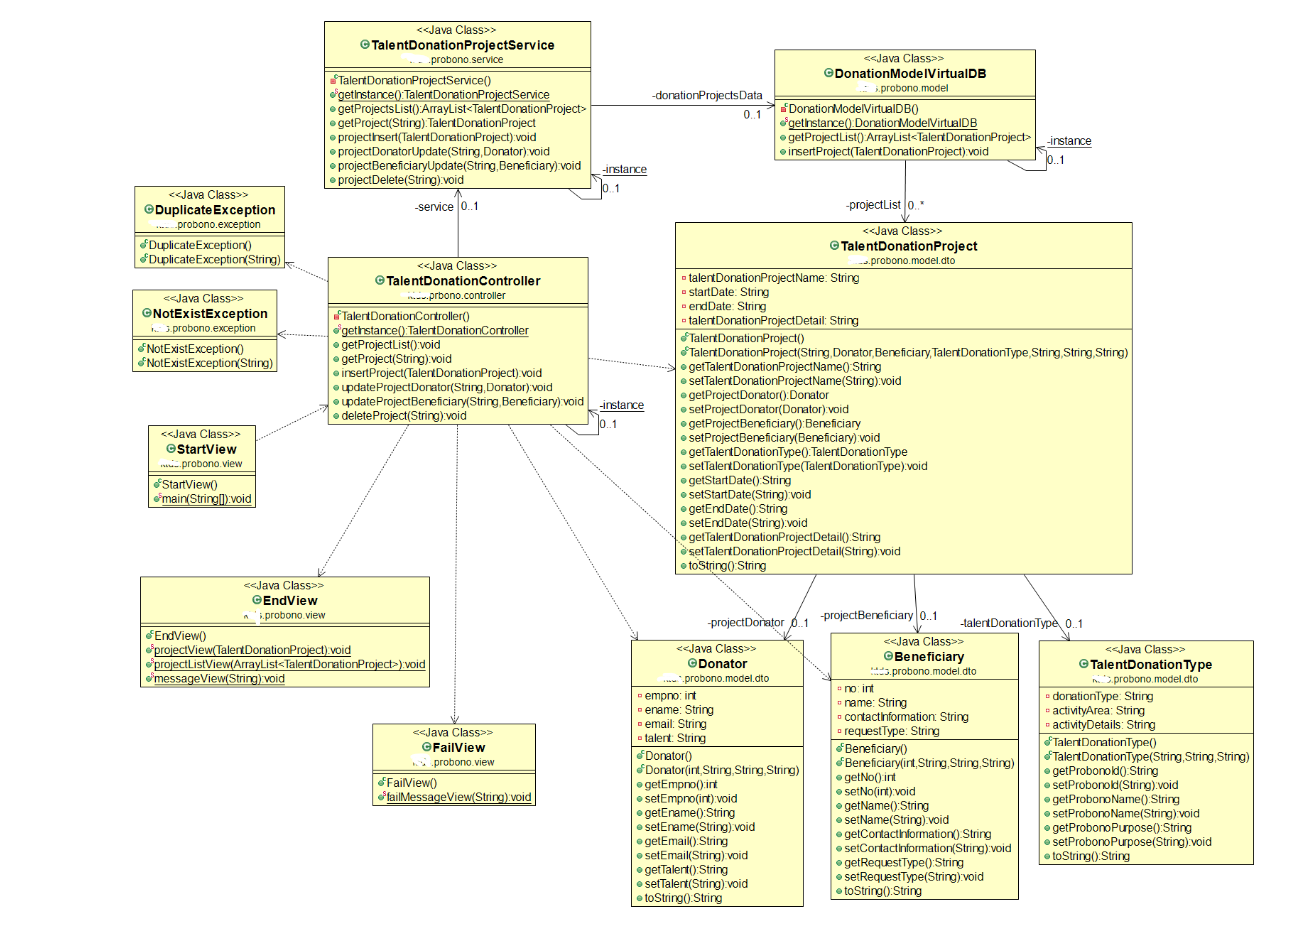 <<Java Class>>
TalentDonationProjectService
.probono.service
TalentDonationProjectService()
getInstance():TalentDonationProjectService
getProjectsList():ArrayList<TalentDonationProject>
getProject(String):TalentDonationProject
projectInsert(TalentDonationProject):void
projectDonatorUpdate(String,Donator):void
projectBeneficiaryUpdate(String,Beneficiary):void
projectDelete(String):void
-instance
0..1
-donationProjectsData
0..1
<<Java Class>>
DonationModelVirtualDB
.probono.model
DonationModelVirtualDB()
getInstance():DonationModelVirtualDB
getProjectList():ArrayList<TalentDonationProject>
insertProject(TalentDonationProject):void
-instance
0..1
-projectList
0..*
-service
0..1
<<Java Class>>
DuplicateException
.probono.exception
DuplicateException()
DuplicateException(String)
<<Java Class>>
NotExistException
.probono.exception
NotExistException()
NotExistException(String)
<<Java Class>>
TalentDonationController
.prbono.controller
TalentDonationController()
getInstance():TalentDonationController
getProjectList():void
getProject(String):void
insertProject(TalentDonationProject):void
updateProjectDonator(String,Donator):void
updateProjectBeneficiary(String,Beneficiary):void
deleteProject(String):void
-instance
0..1
<<Java Class>>
TalentDonationProject
.probono.model.dto
talentDonationProjectName: String
startDate: String
endDate: String
talentDonationProjectDetail: String
TalentDonationProject()
TalentDonationProject(String,Donator,Beneficiary,TalentDonationType,String,String,String)
getTalentDonationProjectName():String
setTalentDonationProjectName(String):void
getProjectDonator():Donator
setProjectDonator(Donator):void
getProjectBeneficiary():Beneficiary
setProjectBeneficiary(Beneficiary):void
getTalentDonationType():TalentDonationType
setTalentDonationType(TalentDonationType):void
getStartDate():String
setStartDate(String):void
getEndDate():String
setEndDate(String):void
getTalentDonationProjectDetail():String
setTalentDonationProjectDetail(String):void
toString():String
<<Java Class>>
StartView
.probono.view
StartView()
main(String[]):void
<<Java Class>>
EndView
.probono.view
EndView()
projectView(TalentDonationProject):void
projectListView(ArrayList<TalentDonationProject>):void
messageView(String):void
<<Java Class>>
FailView
.probono.view
FailView()
failMessageView(String):void
-projectDonator
0..1
-projectBeneficiary
0..1
-talentDonationType
0..1
<<Java Class>>
Donator
.probono.model.dto
empno: int
ename: String
email: String
talent: String
Donator()
Donator(int,String,String,String)
getEmpno():int
setEmpno(int):void
getEname():String
setEname(String):void
getEmail():String
setEmail(String):void
getTalent():String
setTalent(String):void
toString():String
<<Java Class>>
Beneficiary
.probono.model.dto
no: int
name: String
contactInformation: String
requestType: String
Beneficiary()
Beneficiary(int,String,String,String)
getNo():int
setNo(int):void
getName():String
setName(String):void
getContactInformation():String
setContactInformation(String):void
getRequestType():String
setRequestType(String):void
toString():String
<<Java Class>>
TalentDonationType
.probono.model.dto
donationType: String
activityArea: String
activityDetails: String
TalentDonationType()
TalentDonationType(String,String,String)
getProbonoId():String
setProbonoId(String):void
getProbonoName():String
setProbonoName(String):void
getProbonoPurpose():String
setProbonoPurpose(String):void
toString():String